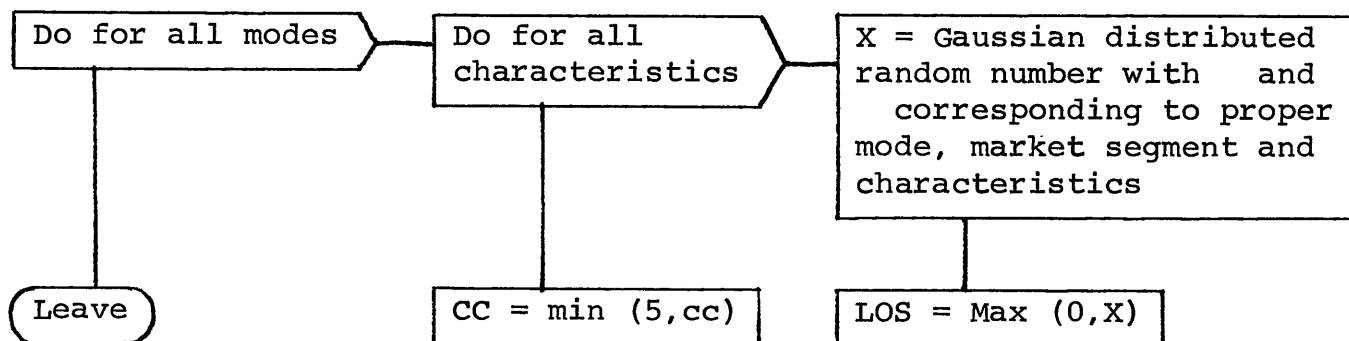 Do for all modes
Do for all
characteristics
X = Gaussian distributed
random number with and
corresponding to proper
mode, market segment and
characteristics
Leave
CC = min (5,cc)
LOS = Max (0,X)